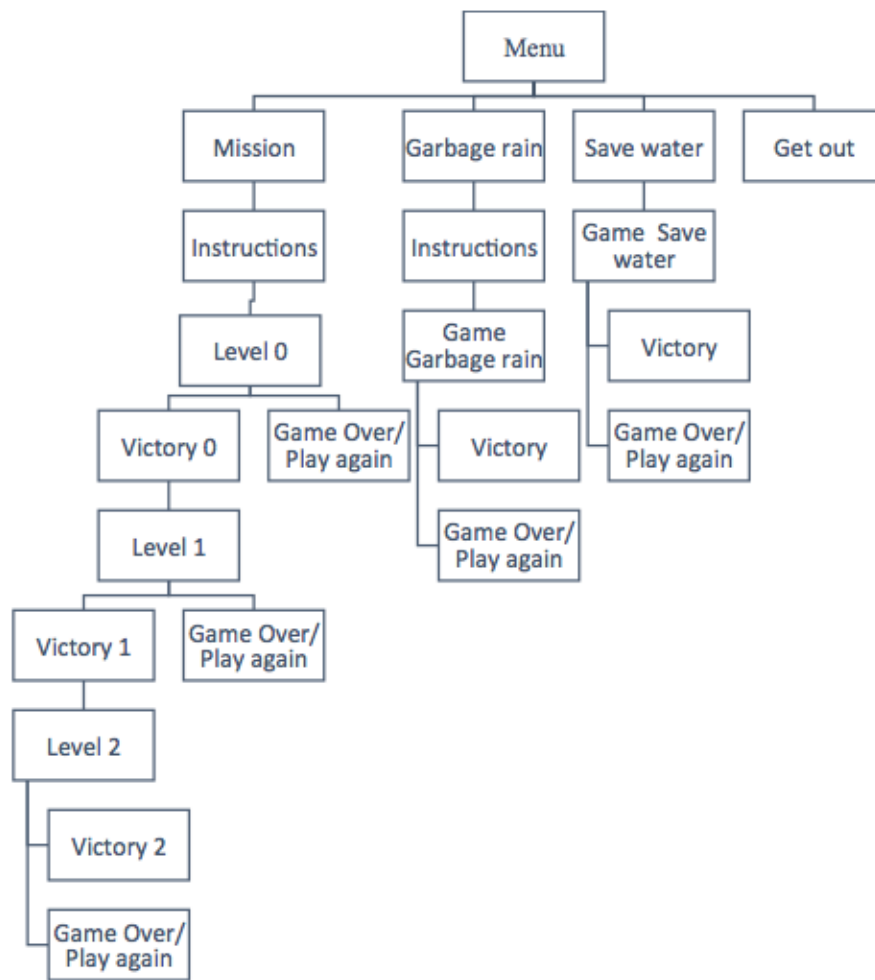 Menu
Mission
Garbage rain
Save water
Get out
Instructions
Instructions
Game  Save
water
Level 0
Game
Garbage rain
Victory
Victory 0
Game Over/
Play again
Victory
Game Over/
Play again
Level 1
Game Over/
Play again
Victory 1
Game Over/
Play again
Level 2
Victory 2
Game Over/
Play again